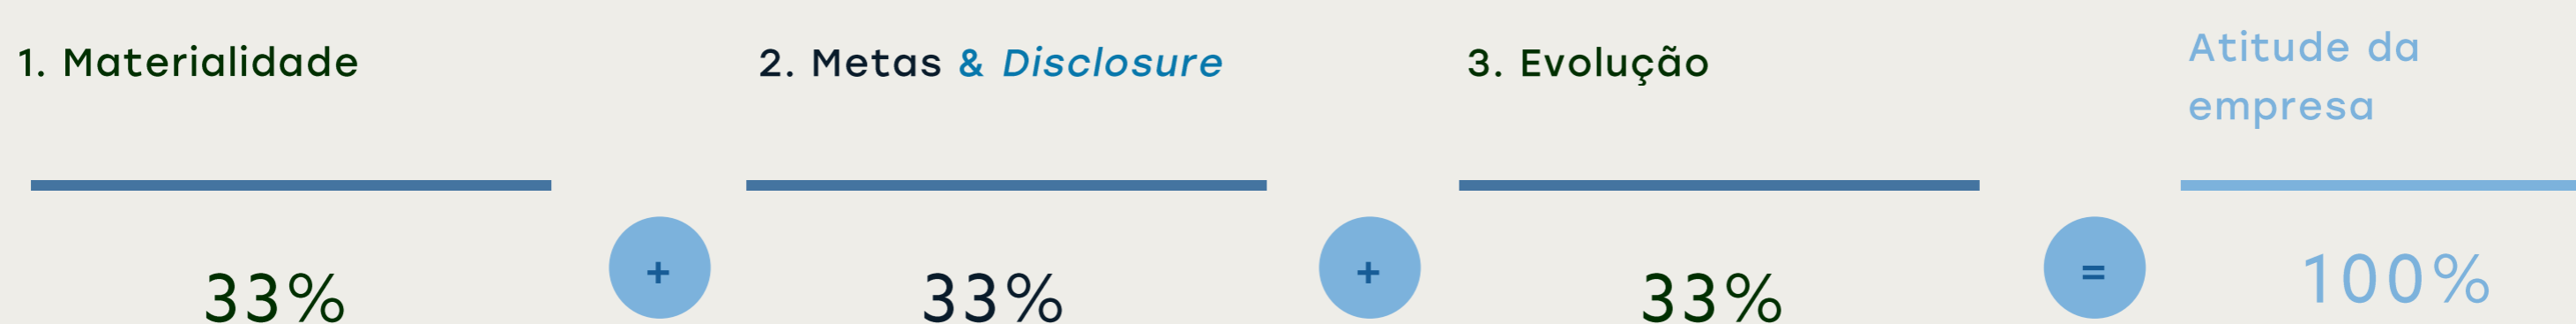 1. Materialidade
2. Metas & Disclosure
3. Evolução
Atitude da
empresa
33%
+
33%
+
33%
=
100%